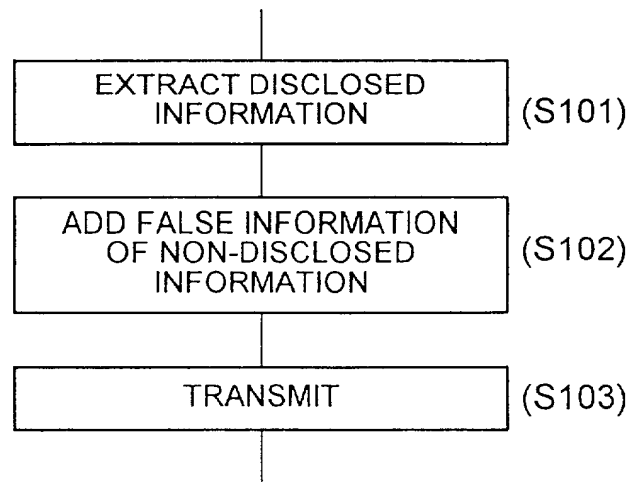 EXTRACT DISCLOSED
INFORMATION
(S101)
ADD FALSE INFORMATION
OF NON-DISCLOSED
INFORMATION
(S102)
TRANSMIT
(S103)